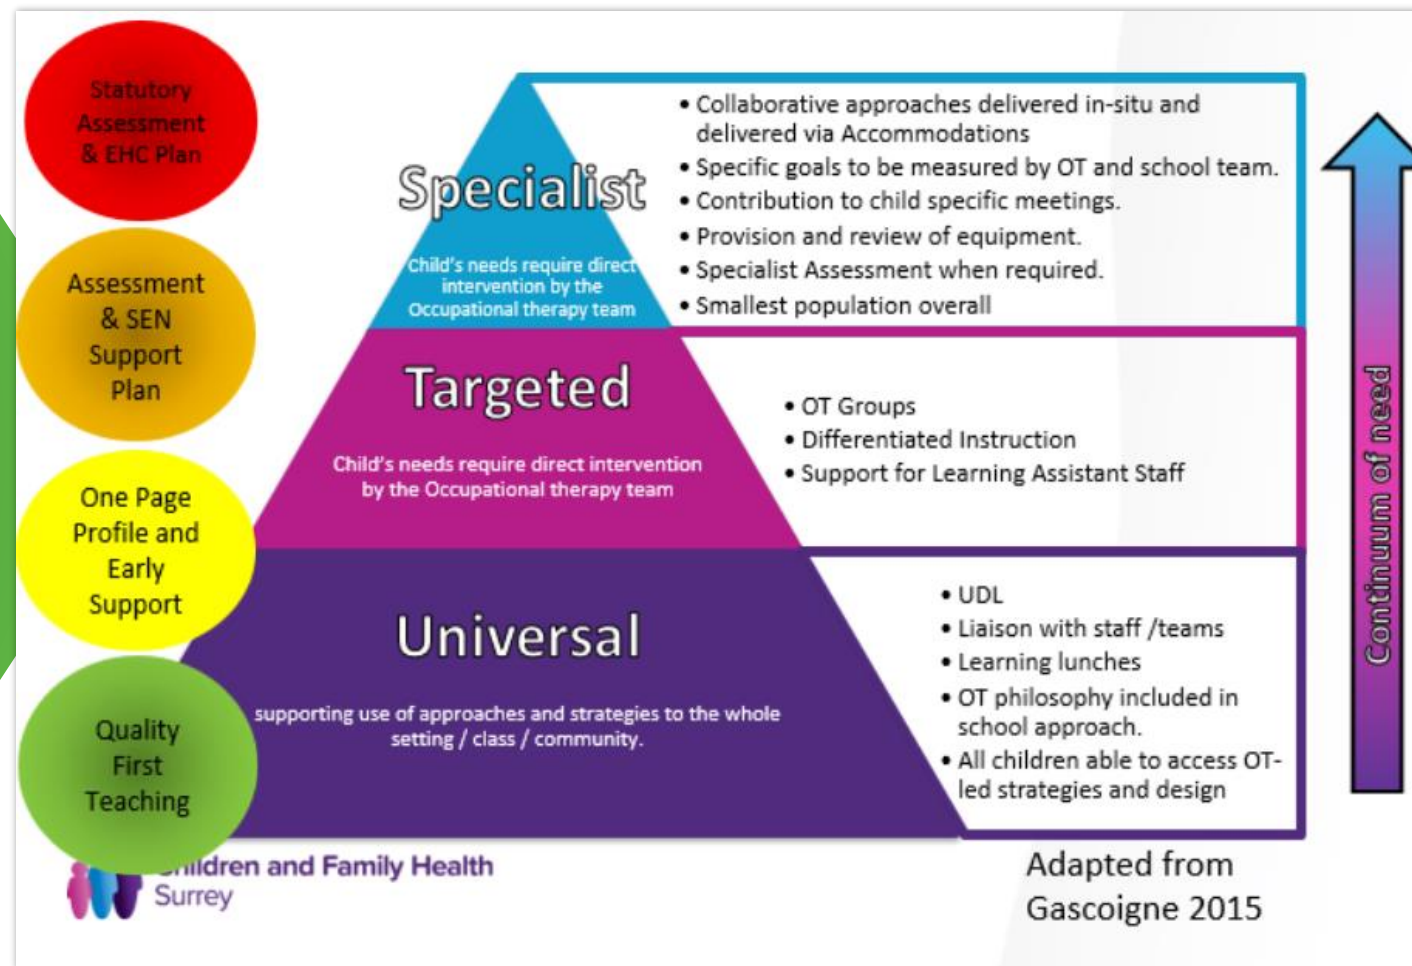 Statutory
Assessment
& EHC Plan
Assessment
& SEN
Support
Plan
One Page
Profile and
Early
Support
Quality
First
Teaching
Specialist
Child's needs require direct
intervention by the
Occupational therapy team
• Collaborative approaches delivered in-situ and
delivered via Accommodations
• Specific goals to be measured by OT and school team.
• Contribution to child specific meetings.
• Provision and review of equipment.
• Specialist Assessment when required.
• Smallest population overall
Targeted
Child's needs require direct intervention
by the Occupational therapy team
• OT Groups
• Differentiated Instruction
• Support for Learning Assistant Staff
Universal
supporting use of approaches and strategies to the whole
setting / class / community.
• UDL
• Liaison with staff /teams
• Learning lunches
• OT philosophy included in
school approach.
• All children able to access OT-
led strategies and design
Continuum of need
Children and Family Health
Surrey
Adapted from
Gascoigne 2015